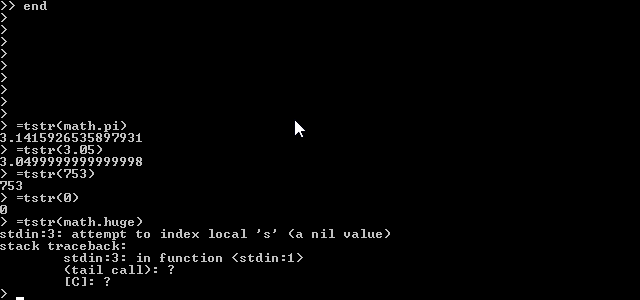 >> end
>
>
>
>
>
>
>
>
>
> =tstr(math.pi)
3.1415926535897931
> =tstr(3.05)
3.0499999999999998
> =tstr(753)
753
> =tstr(0)
0
> =tstr(math.huge)
stdin:3: attempt to index local 's' (a nil value)
stack traceback:
        stdin:3: in function <stdin:1>
        (tail call): ?
        [C]: ?
> _